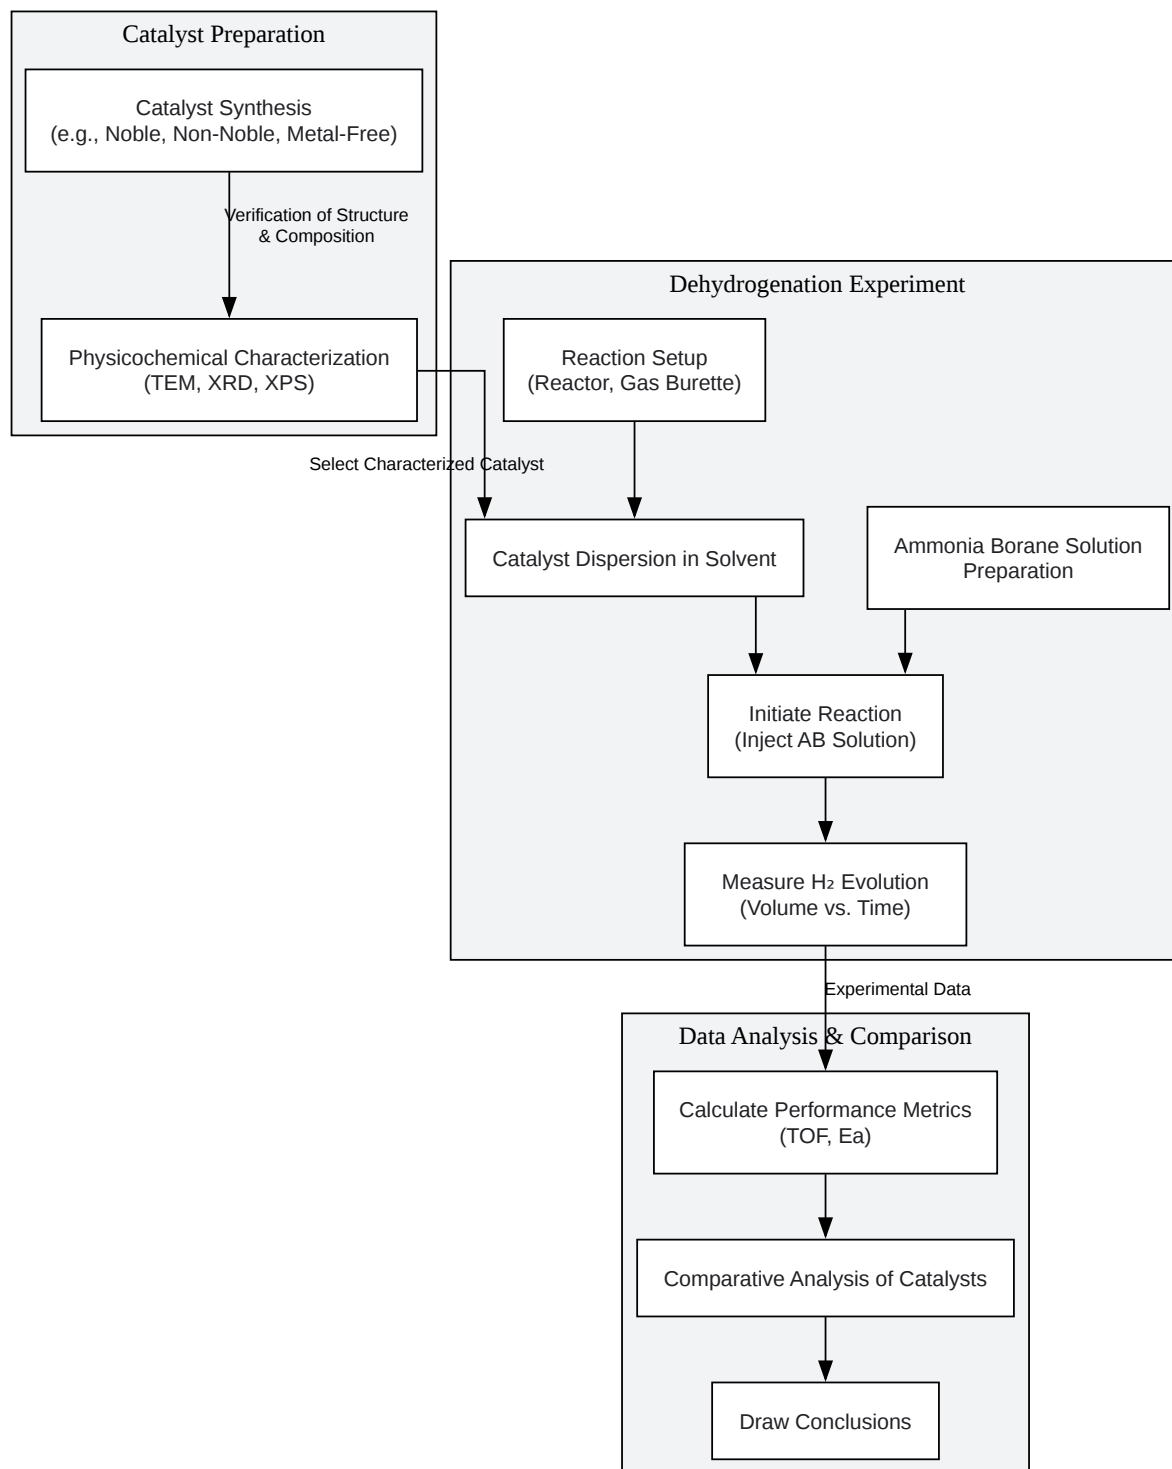 Catalyst Preparation
Catalyst Synthesis
(e.g., Noble, Non-Noble, Metal-Free)
Verification of Structure
& Composition
Physicochemical Characterization
(TEM, XRD, XPS)
Select Characterized Catalyst
Dehydrogenation Experiment
Reaction Setup
(Reactor, Gas Burette)
Catalyst Dispersion in Solvent
Ammonia Borane Solution
Preparation
Initiate Reaction
(Inject AB Solution)
Measure H₂ Evolution
(Volume vs. Time)
Experimental Data
Data Analysis & Comparison
Calculate Performance Metrics
(TOF, Ea)
Comparative Analysis of Catalysts
Draw Conclusions